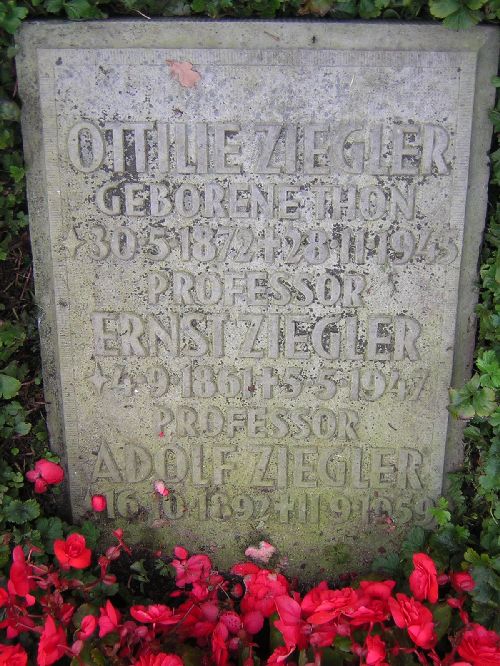 OTTILIE ZIEGLER
GEBORENE THON
*30·5·1872+28·11·1945
PROFESSOR
ERNST ZIEGLER
*4·9·1861+5·5·1947
PROFESSOR
ADOLF ZIEGLER
*16·10·1892+11·9·1959